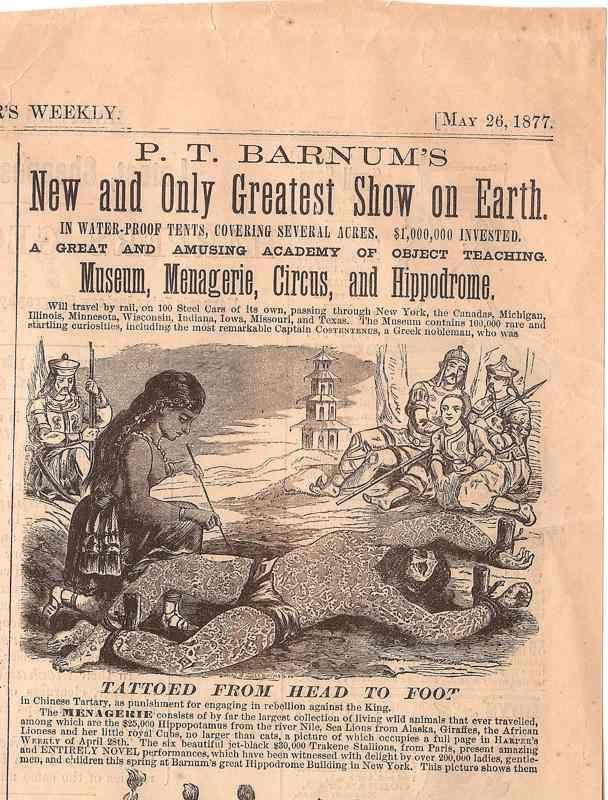 R'S WEEKLY.
[MAY 26, 1877.
P. T. BARNUM'S
New and Only Greatest Show on Earth.
IN WATER-PROOF TENTS, COVERING SEVERAL ACRES. $1,000,000 INVESTED.
A GREAT AND AMUSING ACADEMY OF OBJECT TEACHING.
Museum, Menagerie, Circus, and Hippodrome.
Will travel by rail, on 100 Steel Cars of its own, passing through New York, the Canadas, Michigan,
Illinois, Minnesota, Wisconsin, Indiana, Iowa, Missouri, and Texas. The Museum contains 100,000 rare and
startling curiosities, including the most remarkable Captain COSTENTENUS, a Greek nobleman, who was
TATTOED FROM HEAD TO FOOT
in Chinese Tartary, as punishment for engaging in rebellion against the King.
The MENAGERIE consists of by far the largest collection of living wild animals that ever travelled,
among which are the $25,000 Hippopotamus from the river Nile, Sea Lions from Alaska, Giraffes, the African
Lioness and her little royal Cubs, no larger than cats, a picture of which occupies a full page in HARPER'S
WEEKLY of April 28th. The six beautiful jet-black $30,000 Trakene Stallions, from Paris, present amazing
and ENTIRELY NOVEL performances, which have been witnessed with delight by over 200,000 ladies, gentle-
men, and children this spring at Barnum's great Hippodrome Building in New York. This picture shows them